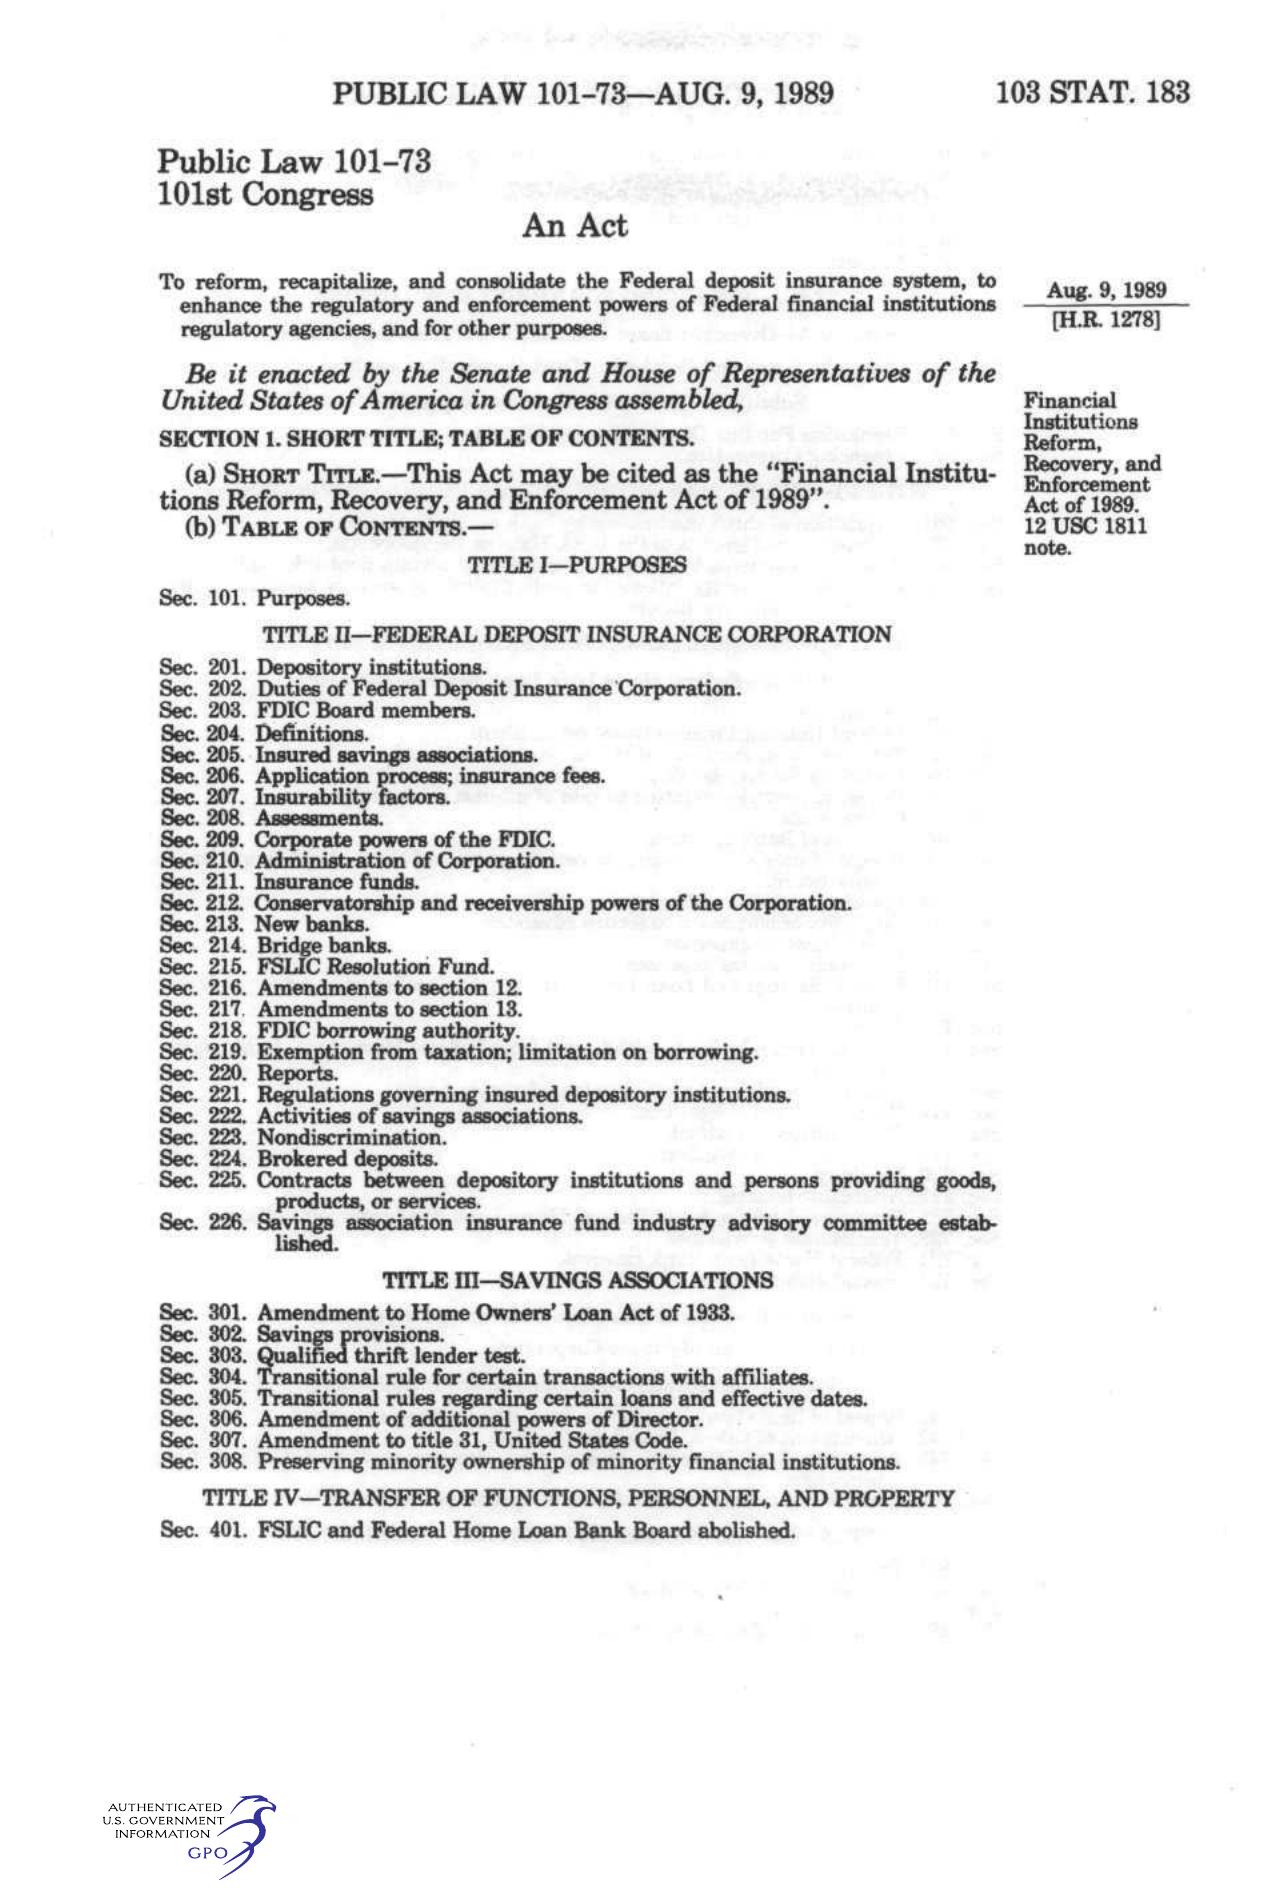 PUBLIC LAW 101-73—AUG. 9, 1989
103 STAT. 183
Public Law 101-73
101st Congress
An Act
To reform, recapitalize, and consolidate the Federal deposit insurance system, to
enhance the regulatory and enforcement powers of Federal financial institutions
regulatory agencies, and for other purposes.
Aug. 9, 1989
[H.R. 1278]
Be it enacted by the Senate and House of Representatives of the
United States of America in Congress assembled,
SECTION 1. SHORT TITLE; TABLE OF CONTENTS.
(a) SHORT TITLE.—This Act may be cited as the "Financial Institu-
tions Reform, Recovery, and Enforcement Act of 1989".
(b) TABLE OF CONTENTS.—
Financial
Institutions
Reform,
Recovery, and
Enforcement
Act of 1989.
12 USC 1811
note.
TITLE I—PURPOSES
Sec. 101. Purposes.
TITLE II—FEDERAL DEPOSIT INSURANCE CORPORATION
Sec. 201. Depository institutions.
Sec. 202. Duties of Federal Deposit Insurance Corporation.
Sec. 203. FDIC Board members.
Sec. 204. Definitions.
Sec. 205. Insured savings associations.
Sec. 206. Application process; insurance fees.
Sec. 207. Insurability factors.
Sec. 208. Assessments.
Sec. 209. Corporate powers of the FDIC.
Sec. 210. Administration of Corporation.
Sec. 211. Insurance funds.
Sec. 212. Conservatorship and receivership powers of the Corporation.
Sec. 213. New banks.
Sec. 214. Bridge banks.
Sec. 215. FSLIC Resolution Fund.
Sec. 216. Amendments to section 12.
Sec. 217. Amendments to section 13.
Sec. 218. FDIC borrowing authority.
Sec. 219. Exemption from taxation; limitation on borrowing.
Sec. 220. Reports.
Sec. 221. Regulations governing insured depository institutions.
Sec. 222. Activities of savings associations.
Sec. 223. Nondiscrimination.
Sec. 224. Brokered deposits.
Sec. 225. Contracts between depository institutions and persons providing goods,
products, or services.
Sec. 226. Savings association insurance fund industry advisory committee estab-
lished.
TITLE III—SAVINGS ASSOCIATIONS
Sec. 301. Amendment to Home Owners' Loan Act of 1933.
Sec. 302. Savings provisions.
Sec. 303. Qualified thrift lender test.
Sec. 304. Transitional rule for certain transactions with affiliates.
Sec. 305. Transitional rules regarding certain loans and effective dates.
Sec. 306. Amendment of additional powers of Director.
Sec. 307. Amendment to title 31, United States Code.
Sec. 308. Preserving minority ownership of minority financial institutions.
TITLE IV—TRANSFER OF FUNCTIONS, PERSONNEL, AND PROPERTY
Sec. 401. FSLIC and Federal Home Loan Bank Board abolished.
AUTHENTICATED
U.S. GOVERNMENT
INFORMATION
GPO